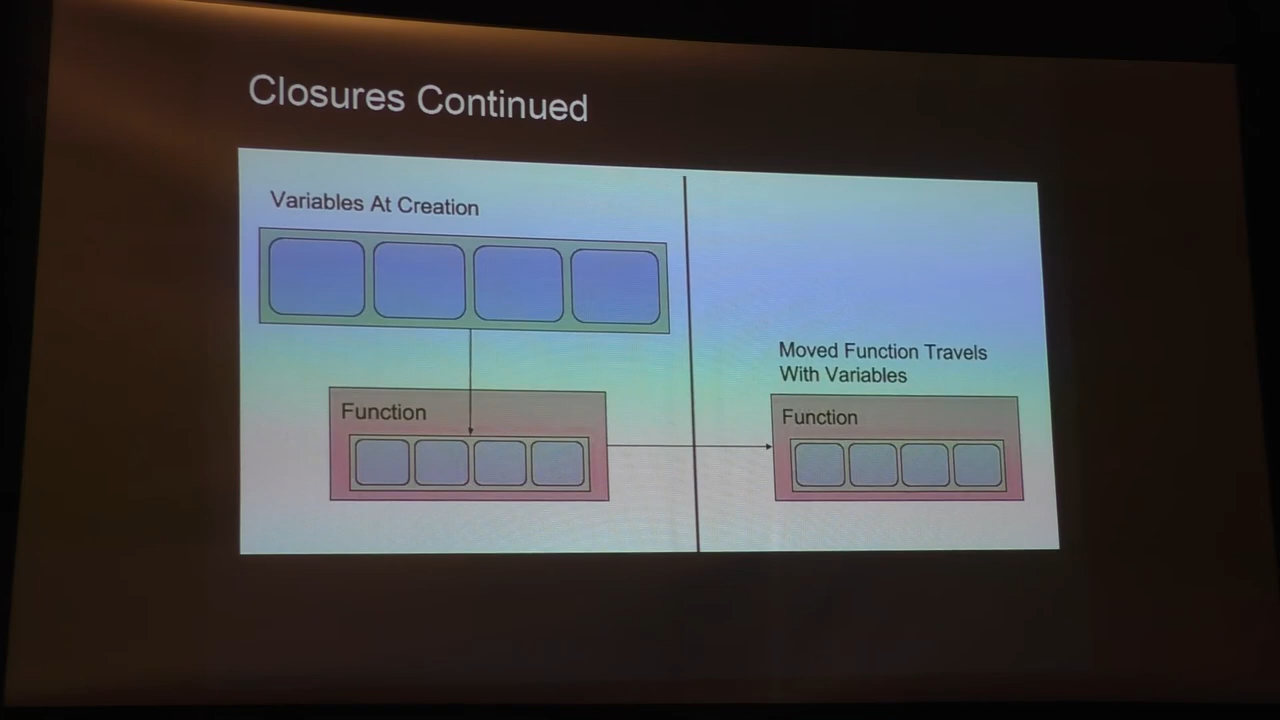 Closures Continued
Variables At Creation
Function
Moved Function Travels
With Variables
Function